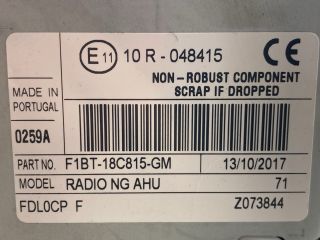 E11 10 R - 048415 CE
NON - ROBUST COMPONENT
SCRAP IF DROPPED
MADE IN
PORTUGAL
0259A
PART NO. F1BT-18C815-GM 13/10/2017
MODEL RADIO NG AHU 71
FDL0CP F Z073844